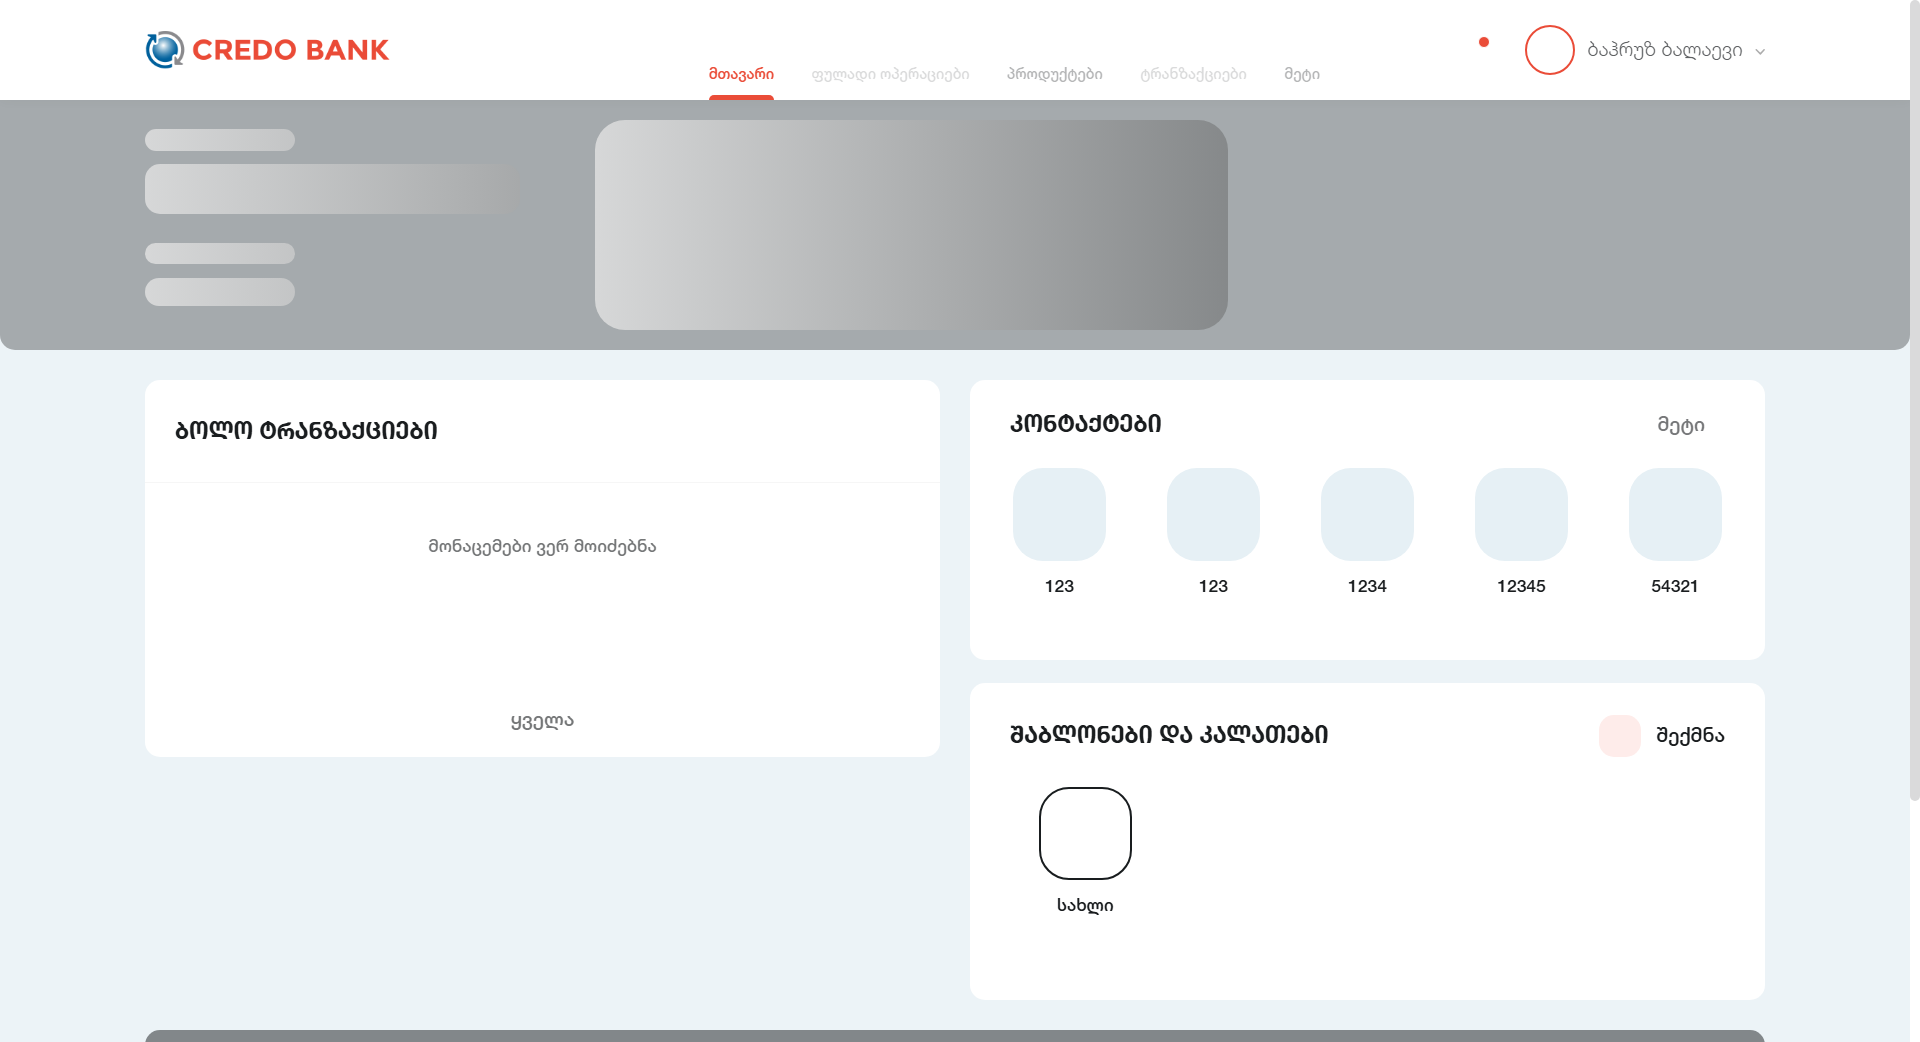 CREDO BANK
მთავარი
ფულადი ოპერაციები
პროდუქტები
ტრანზაქციები
მეტი
ბაჰრუზ ბალაევი
ბოლო ტრანზაქციები
მონაცემები ვერ მოიძებნა
ყველა
კონტაქტები
მეტი
123
123
1234
12345
54321
შაბლონები და კალათები
შექმნა
სახლი